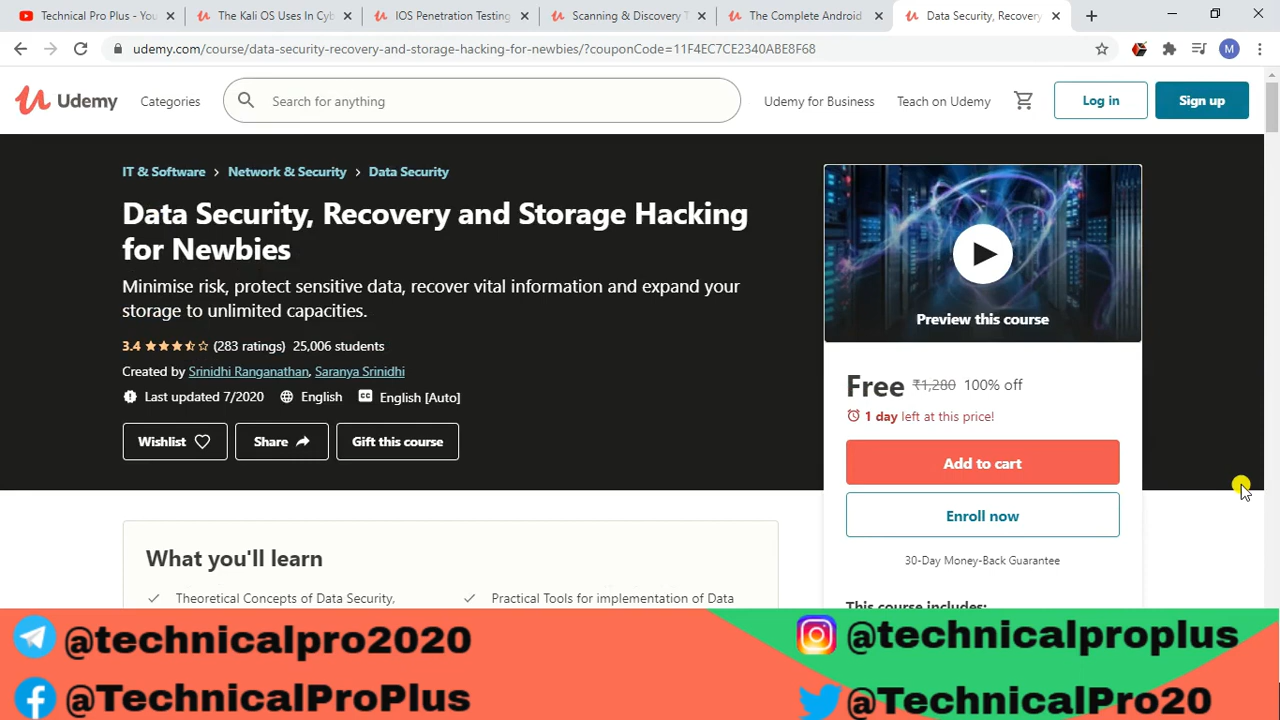 Technical Pro Plus - You
The Kali OS Uses In Cyb
IOS Penetration Testing
Scanning & Discovery T
The Complete Android
Data Security, Recovery
udemy.com/course/data-security-recovery-and-storage-hacking-for-newbies/?couponCode=11F4EC7CE2340ABE8F68
M
Udemy
Categories
Search for anything
Udemy for Business
Teach on Udemy
Log in
Sign up
IT & Software > Network & Security > Data Security
Data Security, Recovery and Storage Hacking
for Newbies
Minimise risk, protect sensitive data, recover vital information and expand your
storage to unlimited capacities.
3.4 (283 ratings) 25,006 students
Created by Srinidhi Ranganathan, Saranya Srinidhi
Last updated 7/2020 English CC English [Auto]
Wishlist
Share
Gift this course
Preview this course
Free ₹1,280 100% off
1 day left at this price!
Add to cart
Enroll now
30-Day Money-Back Guarantee
This course includes:
What you'll learn
Theoretical Concepts of Data Security,
Practical Tools for implementation of Data
@technicalpro2020
@technicalproplus
@TechnicalProPlus
@TechnicalPro20